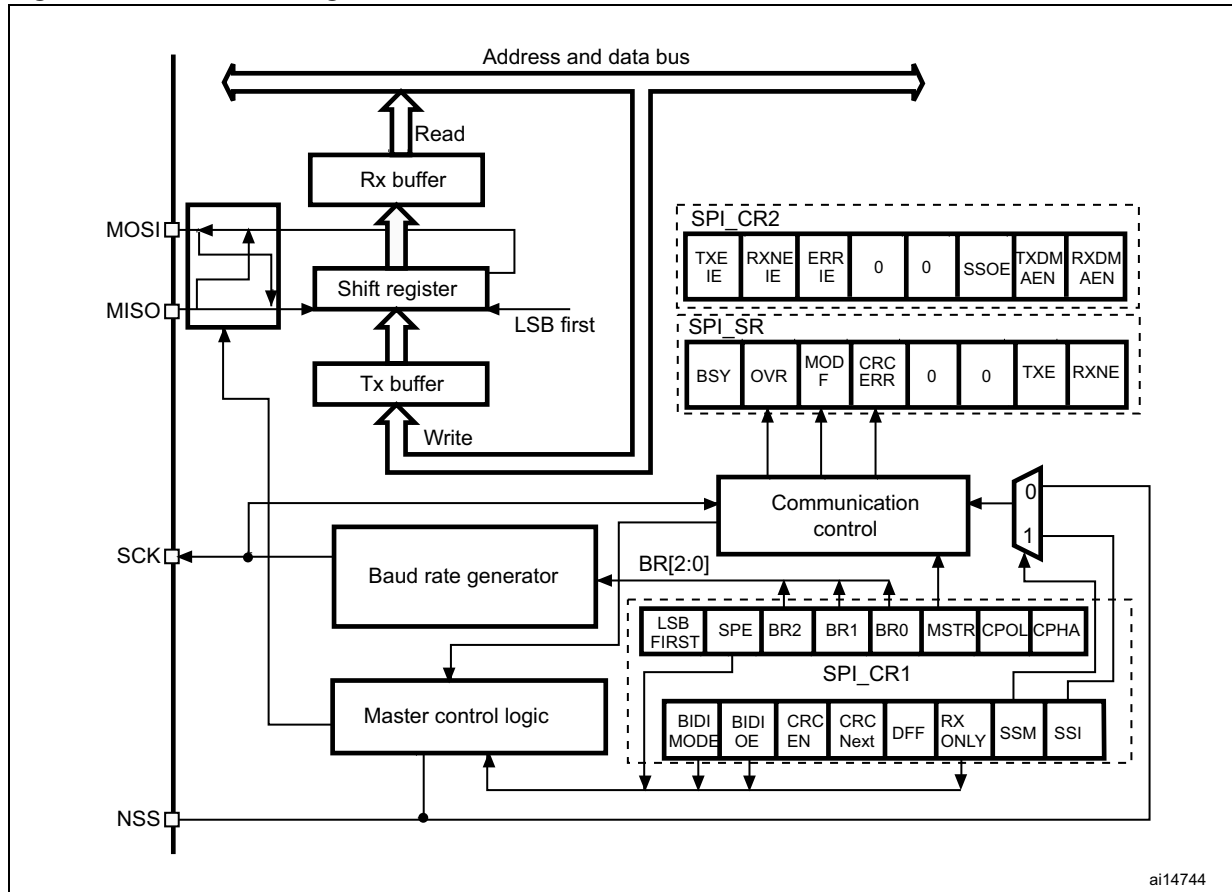 Address and data bus
Read
Rx buffer
MOSI
MISO
Shift register
LSB first
Tx buffer
Write
SPI_CR2
TXE
IE
RXNE
IE
ERR
IE
0
0
SSOE
TXDM
AEN
RXDM
AEN
SPI_SR
BSY
OVR
MOD
F
CRC
ERR
0
0
TXE
RXNE
Communication
control
0
1
SCK
Baud rate generator
BR[2:0]
LSB
FIRST
SPE
BR2
BR1
BR0
MSTR
CPOL
CPHA
SPI_CR1
Master control logic
BIDI
MODE
BIDI
OE
CRC
EN
CRC
Next
DFF
RX
ONLY
SSM
SSI
NSS
ai14744